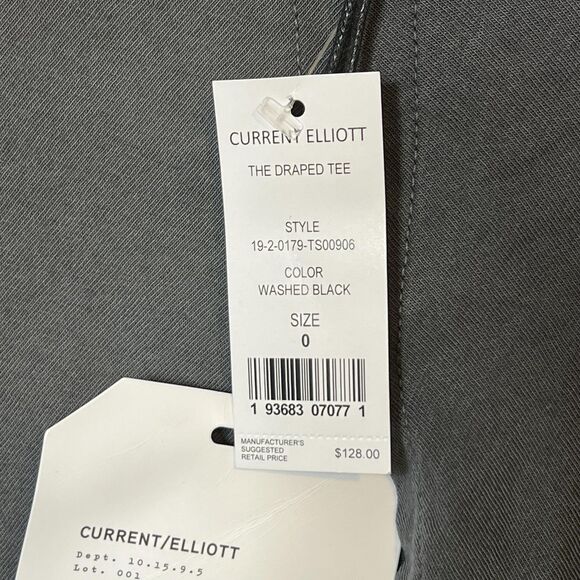 CURRENT ELLIOTT
THE DRAPED TEE
STYLE
19-2-0179-TS00906
COLOR
WASHED BLACK
SIZE
0
1 93683 07077 1
MANUFACTURER'S
SUGGESTED
RETAIL PRICE
$128.00
CURRENT/ELLIOTT
Dept. 10.15.9.5
Lot. 001